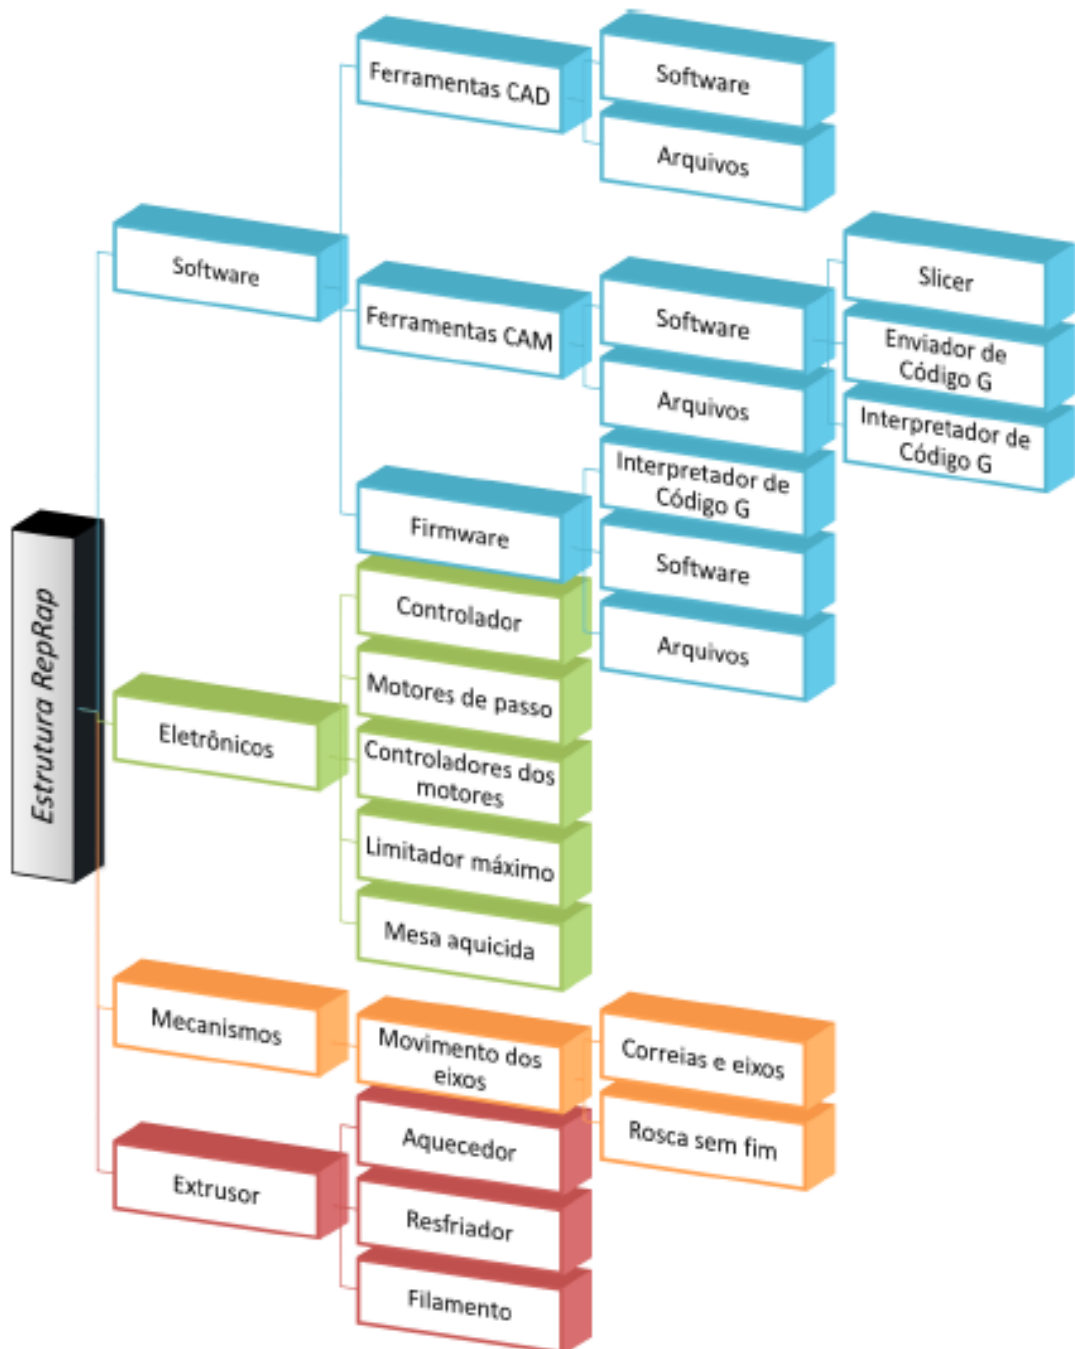 Estrutura RepRap
Software
Ferramentas CAD
Software
Arquivos
Ferramentas CAM
Software
Slicer
Enviador de
Código G
Interpretador de
Código G
Arquivos
Firmware
Interpretador de
Código G
Software
Arquivos
Eletrônicos
Controlador
Motores de passo
Controladores dos
motores
Limitador máximo
Mesa aquicida
Mecanismos
Movimento dos
eixos
Correias e eixos
Rosca sem fim
Extrusor
Aquecedor
Resfriador
Filamento